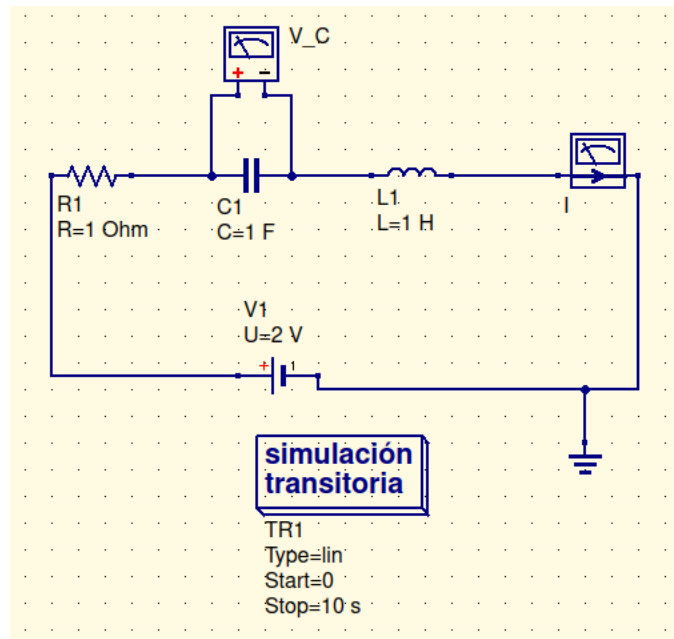 V_C
+ -
R1
R=1 Ohm
C1
C=1 F
L1
L=1 H
I
V1
U=2 V
+ 1
simulación
transitoria
TR1
Type=lin
Start=0
Stop=10 s